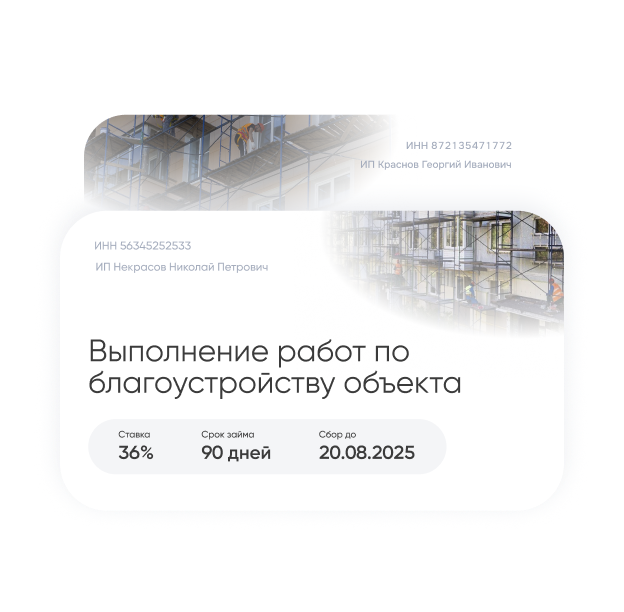 ИНН 872135471772
ИП Краснов Георгий Иванович
ИНН 56345252533
ИП Некрасов Николай Петрович
Выполнение работ по
благоустройству объекта
Ставка
36%
Срок займа
90 дней
Сбор до
20.08.2025